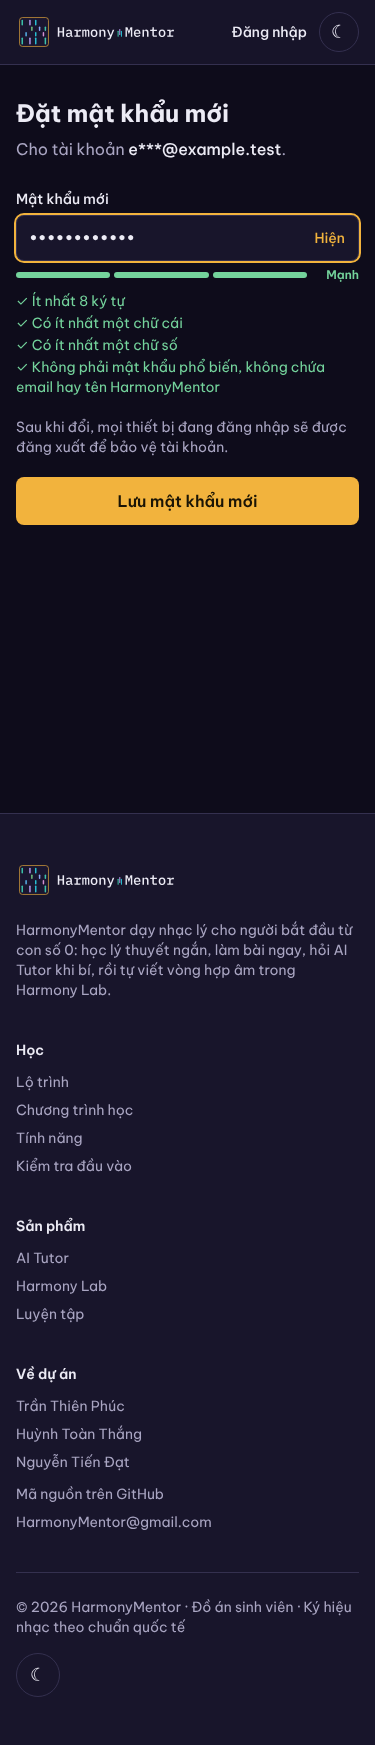 Harmony Mentor
Đăng nhập
Đặt mật khẩu mới
Cho tài khoản e***@example.test.
Mật khẩu mới
••••••••••••
Hiện
Mạnh
✓ Ít nhất 8 ký tự
✓ Có ít nhất một chữ cái
✓ Có ít nhất một chữ số
✓ Không phải mật khẩu phổ biến, không chứa
email hay tên HarmonyMentor
Sau khi đổi, mọi thiết bị đang đăng nhập sẽ được
đăng xuất để bảo vệ tài khoản.
Lưu mật khẩu mới
Harmony Mentor
HarmonyMentor dạy nhạc lý cho người bắt đầu từ
con số 0: học lý thuyết ngắn, làm bài ngay, hỏi AI
Tutor khi bí, rồi tự viết vòng hợp âm trong
Harmony Lab.
Học
Lộ trình
Chương trình học
Tính năng
Kiểm tra đầu vào
Sản phẩm
AI Tutor
Harmony Lab
Luyện tập
Về dự án
Trần Thiên Phúc
Huỳnh Toàn Thắng
Nguyễn Tiến Đạt
Mã nguồn trên GitHub
HarmonyMentor@gmail.com
© 2026 HarmonyMentor · Đồ án sinh viên · Ký hiệu
nhạc theo chuẩn quốc tế